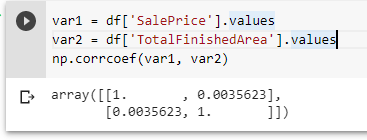 var1 = df['SalePrice'].values
var2 = df['TotalFinishedArea'].values
np.corrcoef(var1, var2)
array([[1.       , 0.0035623],
       [0.0035623, 1.       ]])